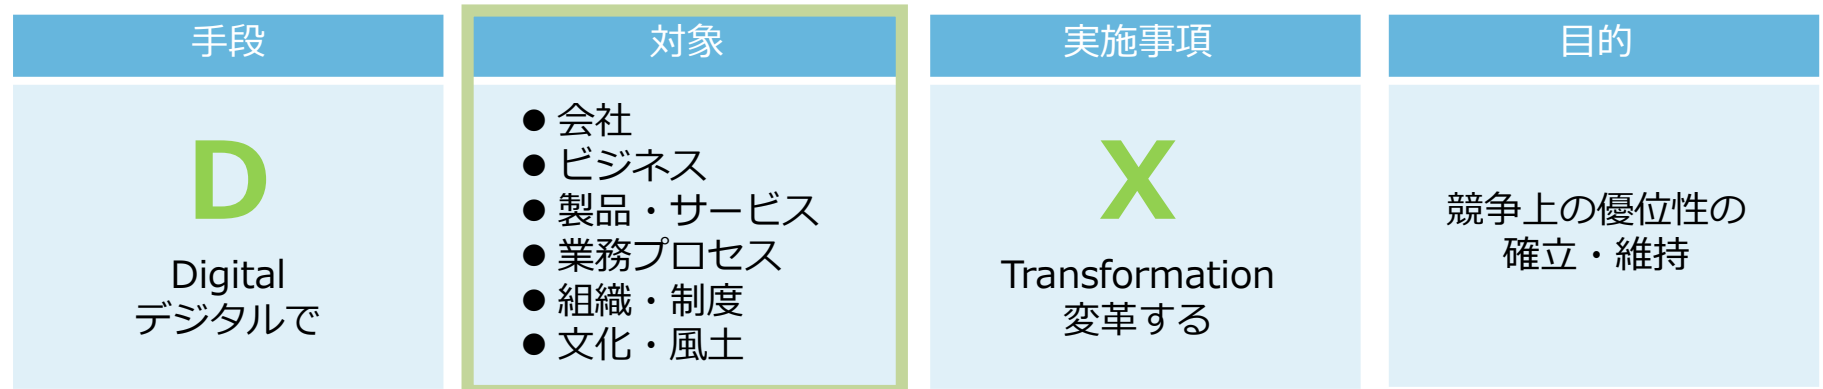 手段
D
Digital
デジタルで
対象
● 会社
● ビジネス
● 製品・サービス
● 業務プロセス
● 組織・制度
● 文化・風土
実施事項
X
Transformation
変革する
目的
競争上の優位性の
確立・維持